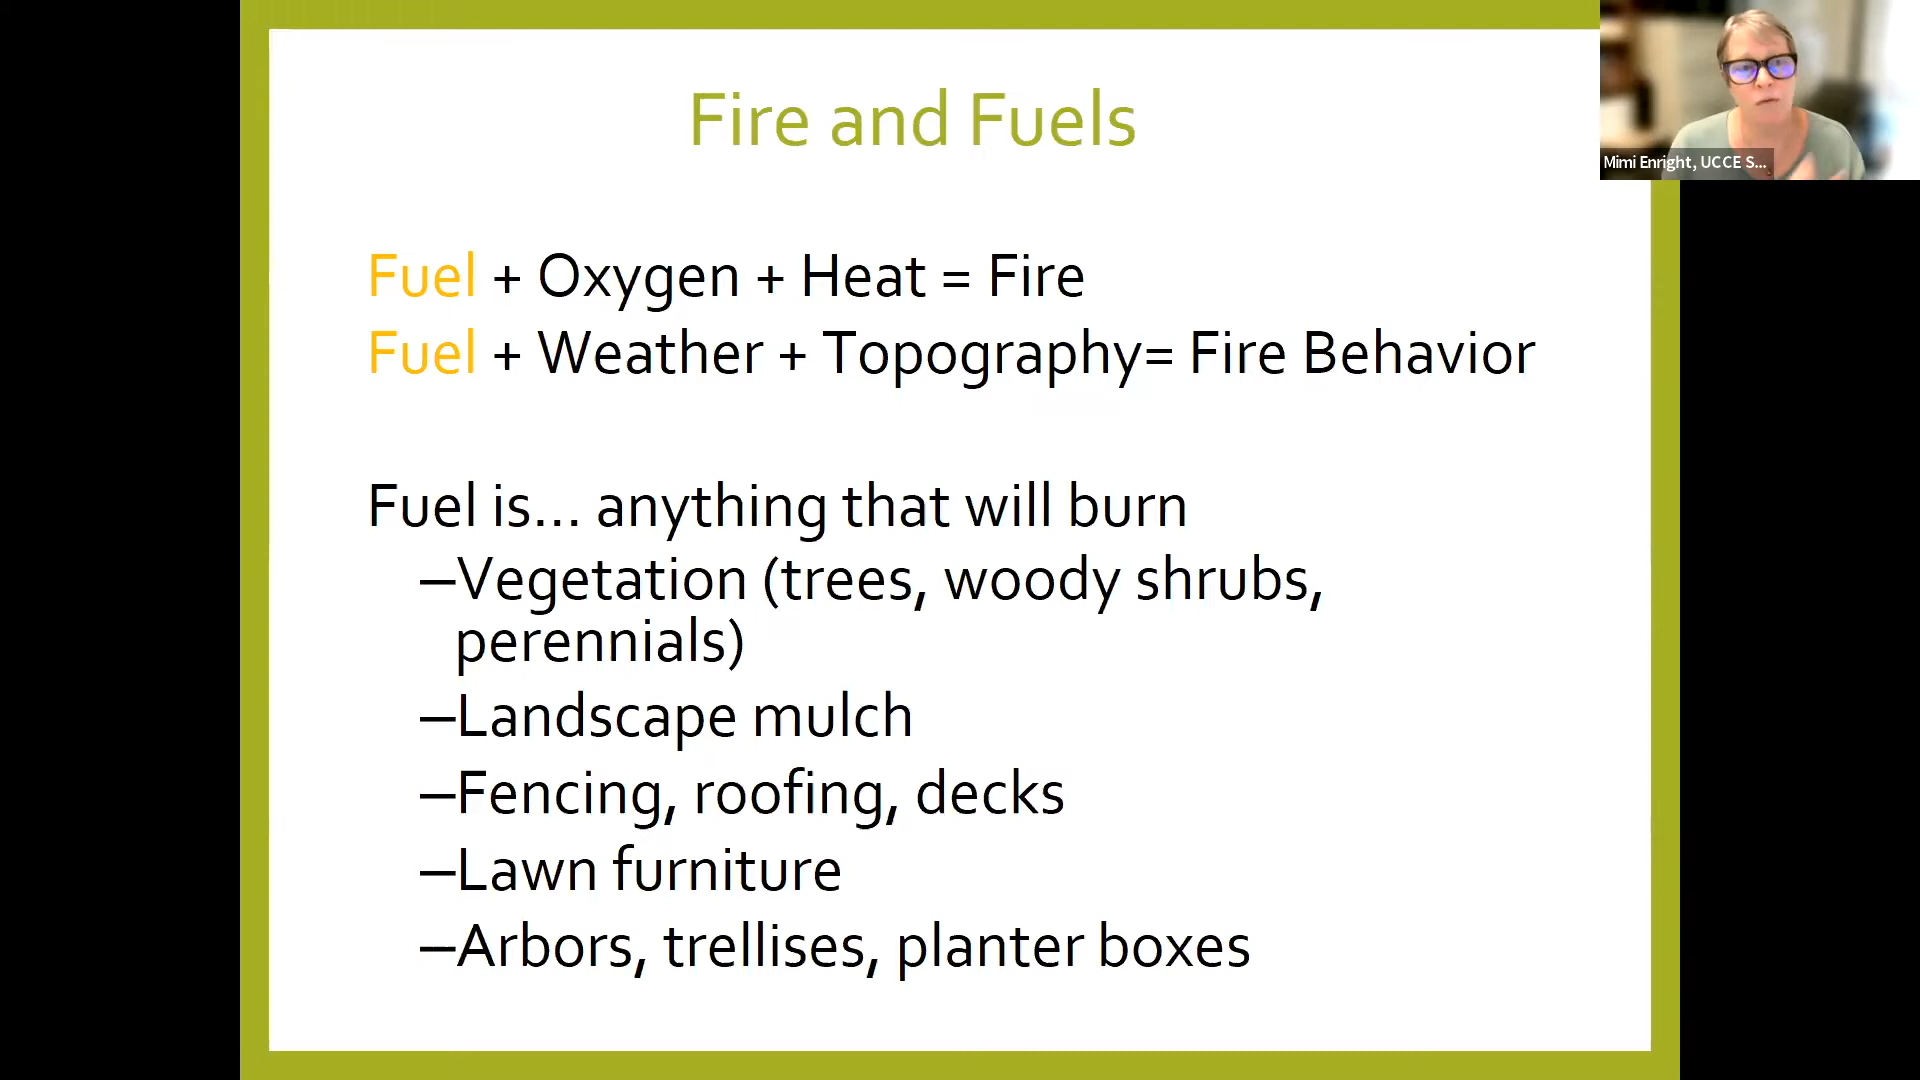 Fire and Fuels
Mimi Enright, UCCE S...
Fuel + Oxygen + Heat = Fire
Fuel + Weather + Topography= Fire Behavior
Fuel is... anything that will burn
–Vegetation (trees, woody shrubs,
perennials)
–Landscape mulch
–Fencing, roofing, decks
–Lawn furniture
–Arbors, trellises, planter boxes